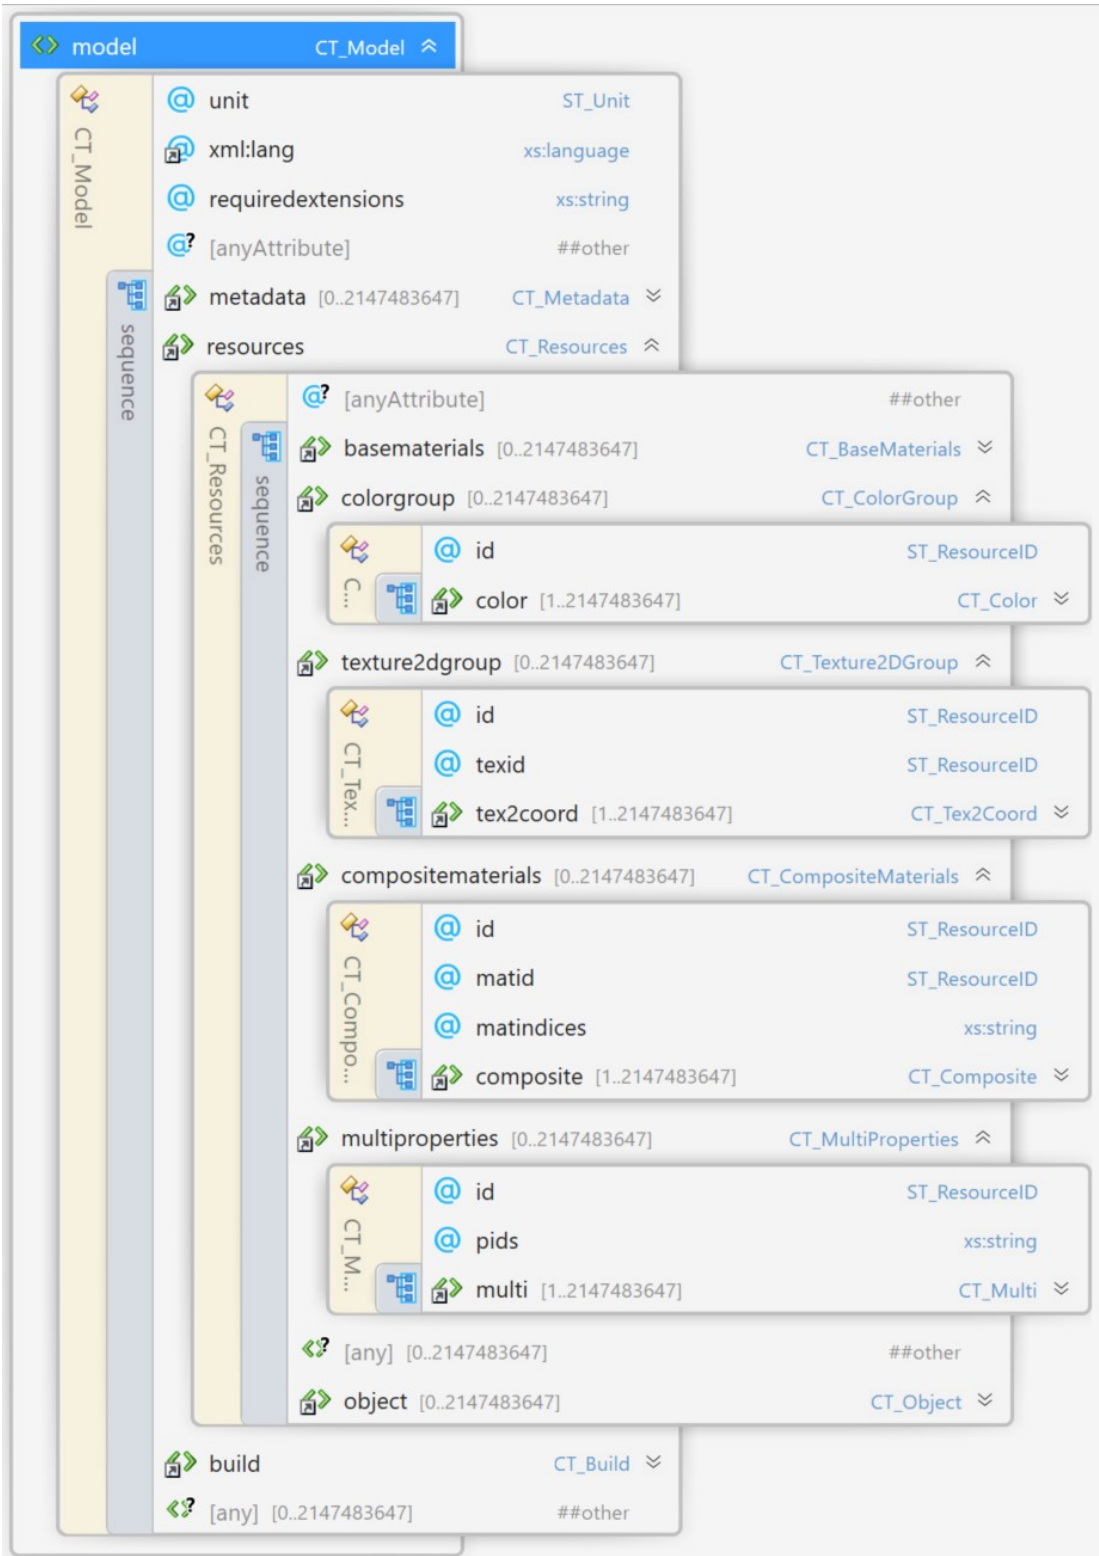 model CT_Model
CT_Model
@ unit ST_Unit
@ xml:lang xs:language
@ requiredextensions xs:string
@? [anyAttribute] ##other
sequence
metadata [0..2147483647] CT_Metadata
resources CT_Resources
CT_Resources
@? [anyAttribute] ##other
sequence
basematerials [0..2147483647] CT_BaseMaterials
colorgroup [0..2147483647] CT_ColorGroup
C...
@ id ST_ResourceID
color [1..2147483647] CT_Color
texture2dgroup [0..2147483647] CT_Texture2DGroup
CT_Tex...
@ id ST_ResourceID
@ texid ST_ResourceID
tex2coord [1..2147483647] CT_Tex2Coord
compositematerials [0..2147483647] CT_CompositeMaterials
CT_Compo...
@ id ST_ResourceID
@ matid ST_ResourceID
@ matindices xs:string
composite [1..2147483647] CT_Composite
multiproperties [0..2147483647] CT_MultiProperties
CT_M...
@ id ST_ResourceID
@ pids xs:string
multi [1..2147483647] CT_Multi
? [any] [0..2147483647] ##other
object [0..2147483647] CT_Object
build CT_Build
? [any] [0..2147483647] ##other